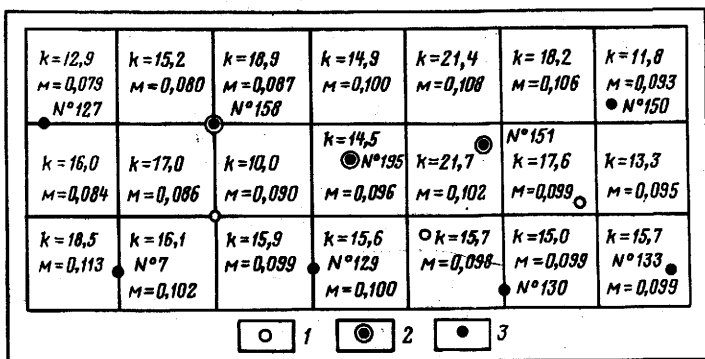 k=12,9
м=0,079
N°127
k=15,2
м=0,080
k=18,9
м=0,087
N°158
k=14,9
м=0,100
k=21,4
м=0,108
k=18,2
м=0,106
k=11,8
м=0,093
N°150
k=16,0
м=0,084
k=17,0
м=0,086
k=10,0
м=0,090
k=14,5
N°195
м=0,096
k=21,7
м=0,102
N°151
k=17,6
м=0,099
k=13,3
м=0,095
k=18,5
м=0,113
k=16,1
N°7
м=0,102
k=15,9
м=0,099
k=15,6
N°129
м=0,100
k=15,7
м=0,098
k=15,0
м=0,099
N°130
k=15,7
N°133
м=0,099
1
2
3